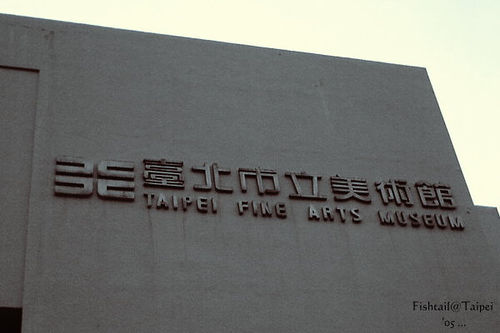 臺北市立美術館
TAIPEI FINE ARTS MUSEUM
Fishtail@Taipei
'05 ...